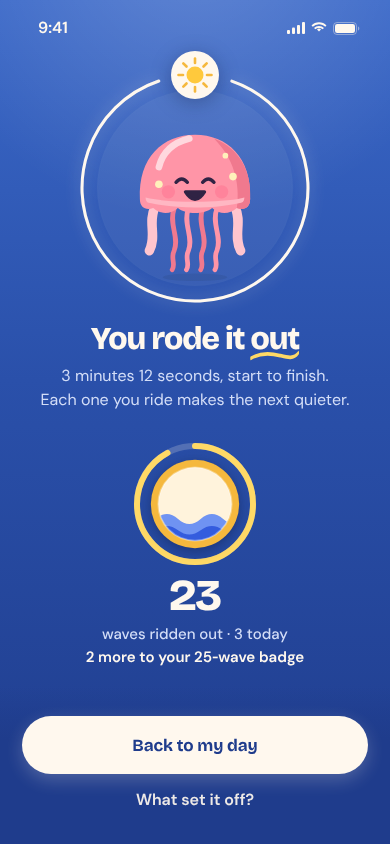 9:41
You rode it out
3 minutes 12 seconds, start to finish.
Each one you ride makes the next quieter.
23
waves ridden out · 3 today
2 more to your 25-wave badge
Back to my day
What set it off?